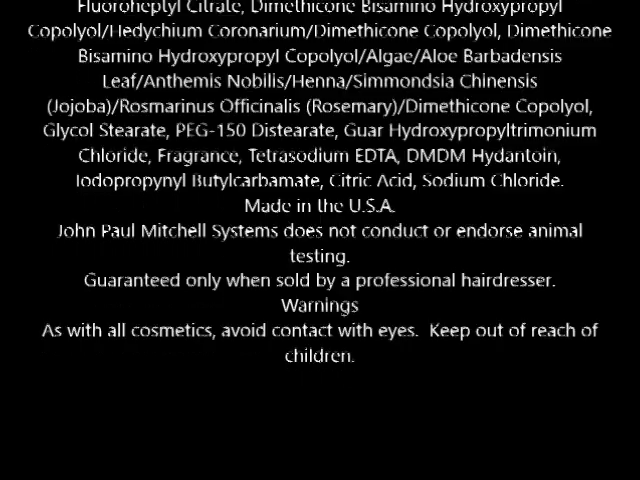 Fluoroheptyl Citrate, Dimethicone Bisamino Hydroxypropyl
Copolyol/Hedychium Coronarium/Dimethicone Copolyol, Dimethicone
Bisamino Hydroxypropyl Copolyol/Algae/Aloe Barbadensis
Leaf/Anthemis Nobilis/Henna/Simmondsia Chinensis
(Jojoba)/Rosmarinus Officinalis (Rosemary)/Dimethicone Copolyol,
Glycol Stearate, PEG-150 Distearate, Guar Hydroxypropyltrimonium
Chloride, Fragrance, Tetrasodium EDTA, DMDM Hydantoin,
Iodopropynyl Butylcarbamate, Citric Acid, Sodium Chloride.
Made in the U.S.A.
John Paul Mitchell Systems does not conduct or endorse animal
testing.
Guaranteed only when sold by a professional hairdresser.
Warnings
As with all cosmetics, avoid contact with eyes.  Keep out of reach of
children.